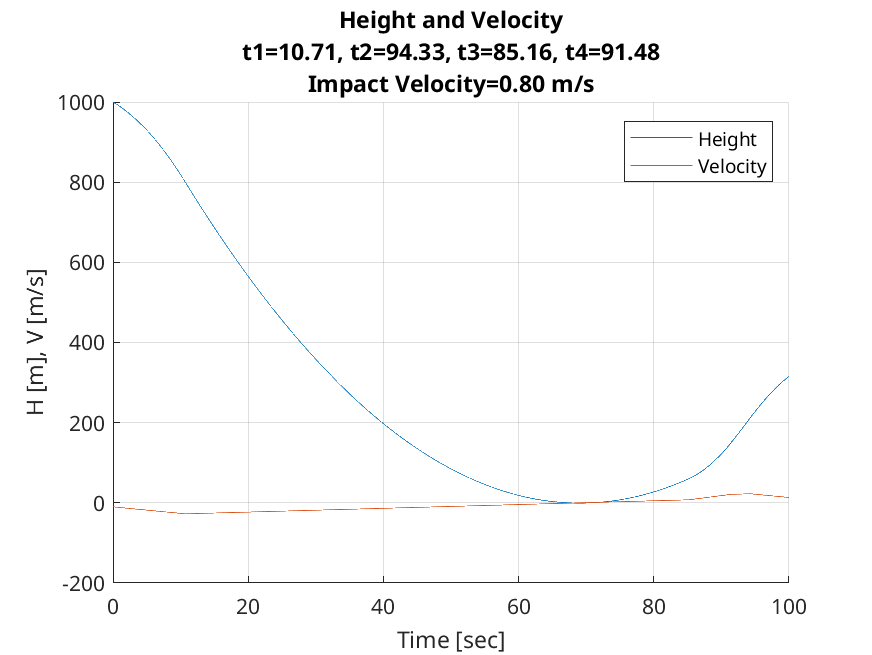 Height and Velocity
t1=10.71, t2=94.33, t3=85.16, t4=91.48
Impact Velocity=0.80 m/s
1000
800
600
400
200
0
-200
H [m], V [m/s]
Height
Velocity
0 20 40 60 80 100
Time [sec]